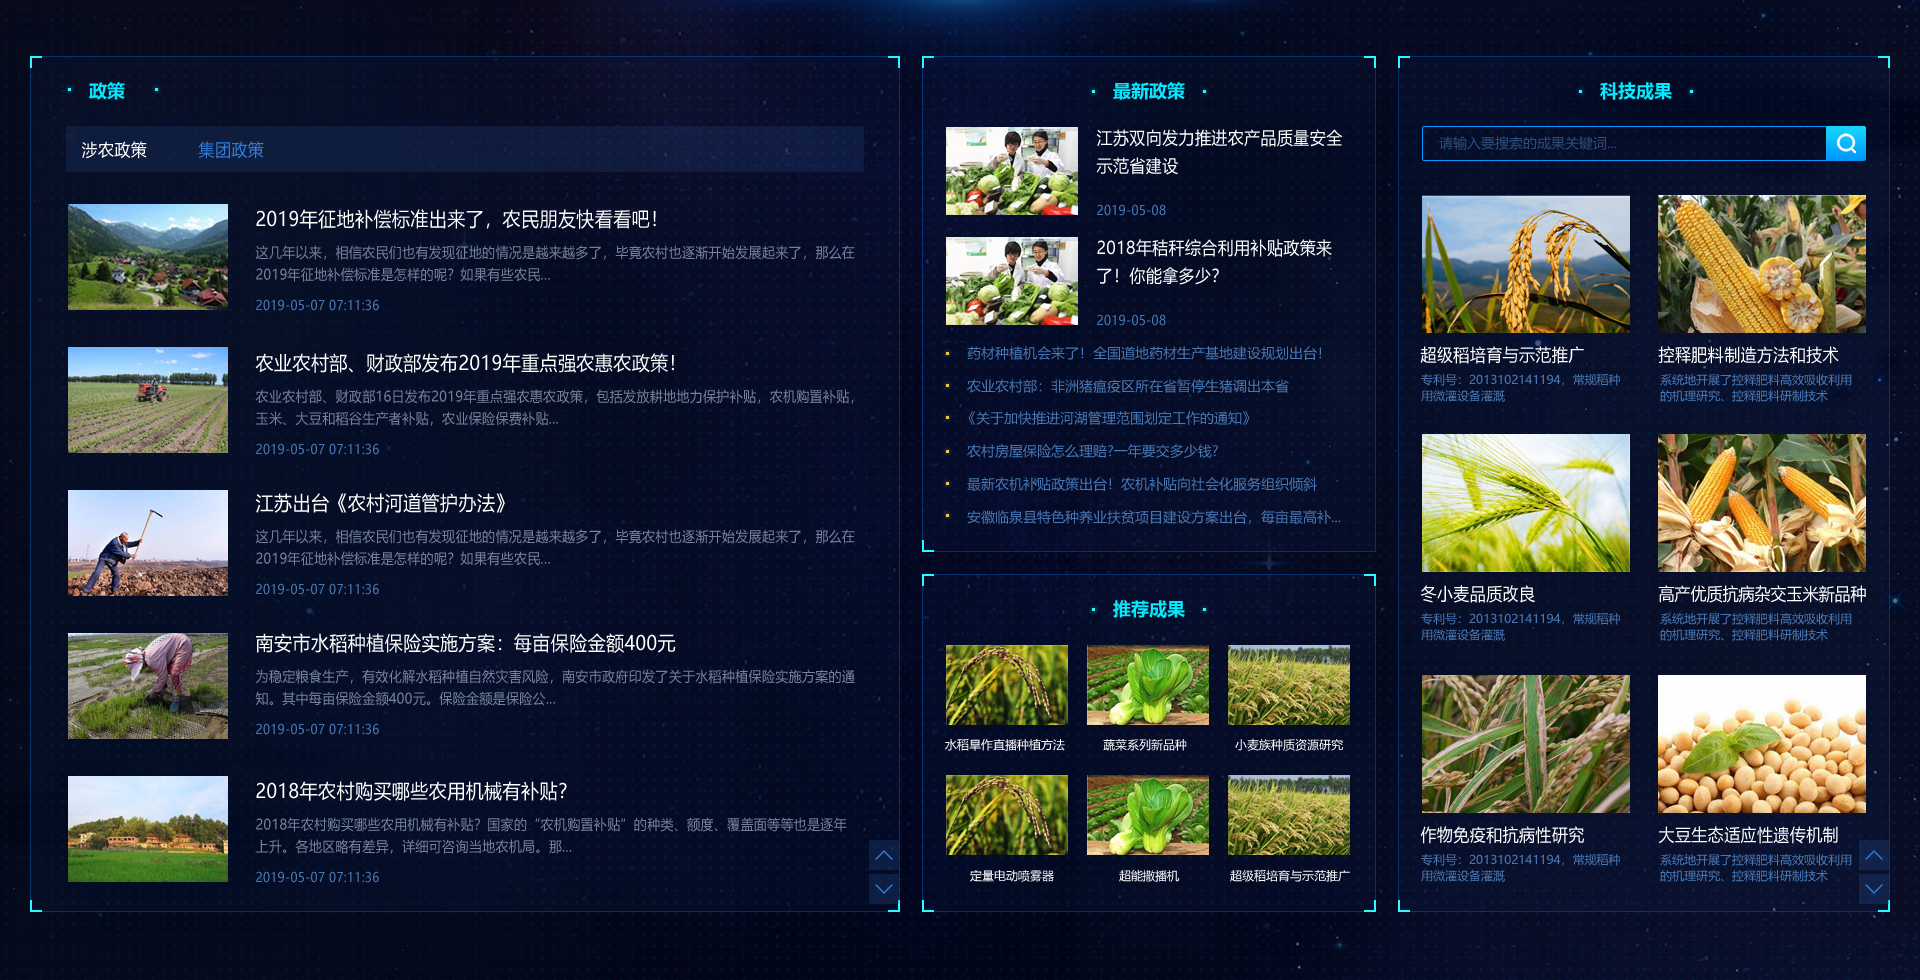 政策
涉农政策
集团政策
2019年征地补偿标准出来了，农民朋友快看看吧！
这几年以来，相信农民们也有发现征地的情况是越来越多了，毕竟农村也逐渐开始发展起来了，那么在
2019年征地补偿标准是怎样的呢？如果有些农民...
2019-05-07 07:11:36
农业农村部、财政部发布2019年重点强农惠农政策！
农业农村部、财政部16日发布2019年重点强农惠农政策，包括发放耕地地力保护补贴，农机购置补贴，
玉米、大豆和稻谷生产者补贴，农业保险保费补贴...
2019-05-07 07:11:36
江苏出台《农村河道管护办法》
这几年以来，相信农民们也有发现征地的情况是越来越多了，毕竟农村也逐渐开始发展起来了，那么在
2019年征地补偿标准是怎样的呢？如果有些农民...
2019-05-07 07:11:36
南安市水稻种植保险实施方案：每亩保险金额400元
为稳定粮食生产，有效化解水稻种植自然灾害风险，南安市政府印发了关于水稻种植保险实施方案的通
知。其中每亩保险金额400元。保险金额是保险公...
2019-05-07 07:11:36
2018年农村购买哪些农用机械有补贴？
2018年农村购买哪些农用机械有补贴？国家的“农机购置补贴”的种类、额度、覆盖面等等也是逐年
上升。各地区略有差异，详细可咨询当地农机局。那...
2019-05-07 07:11:36
最新政策
江苏双向发力推进农产品质量安全
示范省建设
2019-05-08
2018年秸秆综合利用补贴政策来
了！你能拿多少？
2019-05-08
药材种植机会来了！全国道地药材生产基地建设规划出台！
农业农村部：非洲猪瘟疫区所在省暂停生猪调出本省
《关于加快推进河湖管理范围划定工作的通知》
农村房屋保险怎么理赔?一年要交多少钱?
最新农机补贴政策出台！农机补贴向社会化服务组织倾斜
安徽临泉县特色种养业扶贫项目建设方案出台，每亩最高补...
推荐成果
水稻旱作直播种植方法
蔬菜系列新品种
小麦族种质资源研究
定量电动喷雾器
超能撒播机
超级稻培育与示范推广
科技成果
请输入要搜索的成果关键词...
超级稻培育与示范推广
专利号：2013102141194，常规稻种
用微灌设备灌溉
控释肥料制造方法和技术
系统地开展了控释肥料高效吸收利用
的机理研究、控释肥料研制技术
冬小麦品质改良
专利号：2013102141194，常规稻种
用微灌设备灌溉
高产优质抗病杂交玉米新品种
系统地开展了控释肥料高效吸收利用
的机理研究、控释肥料研制技术
作物免疫和抗病性研究
专利号：2013102141194，常规稻种
用微灌设备灌溉
大豆生态适应性遗传机制
系统地开展了控释肥料高效吸收利用
的机理研究、控释肥料研制技术